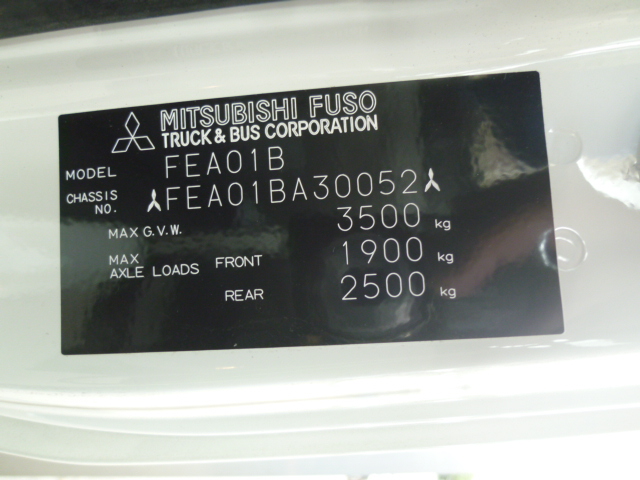 MITSUBISHI FUSO
TRUCK & BUS CORPORATION
MODEL FEA01B
CHASSIS NO. FEA01BA30052
MAX G.V.W. 3500 kg
MAX AXLE LOADS FRONT 1900 kg
REAR 2500 kg